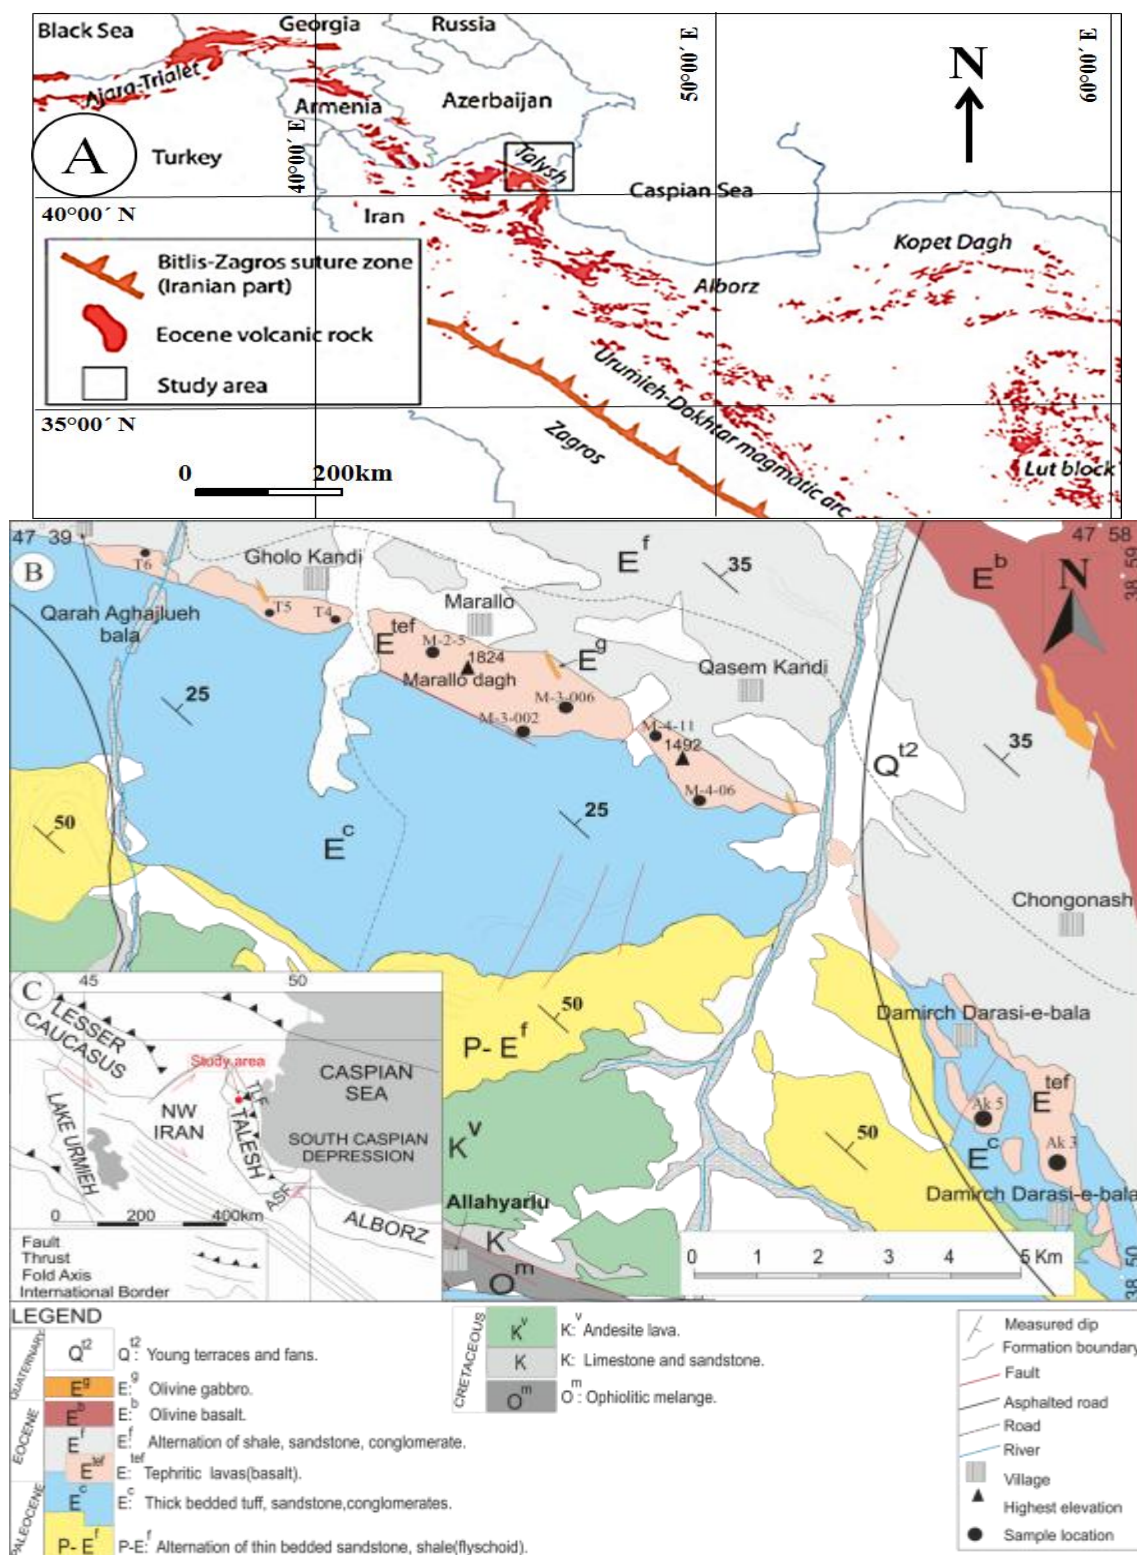 Black Sea
Georgia
Russia
50°00´ E
60°00´ E
N
Ajara-Trialet
Armenia
Azerbaijan
A
Turkey
40°00´ E
Talysh
Caspian Sea
40°00´ N
Iran
Kopet Dagh
Bitlis-Zagros suture zone
(Iranian part)
Alborz
Eocene volcanic rock
Study area
Urumieh-Dokhtar magmatic arc
35°00´ N
Zagros
Lut block
0 200km
47 39
47 58
B
T6
Gholo Kandi
E^f
35
E^b
38 59
N
Qarah Aghajlueh
bala
T5
T4
Marallo
E^tef
M-2-5
1824
E^g
Marallo dagh
Qasem Kandi
25
M-3-006
M-3-002
M-4-11
1492
35
Q^t2
M-4-06
50
E^c
25
Chongonash
C
45
50
50
P- E^f
Damirch Darasi-e-bala
LESSER
CAUCASUS
Study area
CASPIAN
SEA
TLF
NW
IRAN
TALESH
LAKE URMIEH
SOUTH CASPIAN
DEPRESSION
K^v
50
Ak 5
E^tef
E^c
Ak 3
ASF
Allahyarlu
Damirch Darasi-e-bala
0 200 400km
ALBORZ
K
O^m
0 1 2 3 4 5 Km
38 50
Fault
Thrust
Fold Axis
International Border
LEGEND
QUATERNARY
Q^t2 Q^t2: Young terraces and fans.
E^g E^g: Olivine gabbro.
EOCENE
E^b E^b: Olivine basalt.
E^f E^f: Alternation of shale, sandstone, conglomerate.
E^tef E^tef: Tephritic lavas(basalt).
PALEOCENE
E^c E^c: Thick bedded tuff, sandstone,conglomerates.
P- E^f P-E^f: Alternation of thin bedded sandstone, shale(flyschoid).
CRETACEOUS
K^v K^v: Andesite lava.
K K: Limestone and sandstone.
O^m O^m: Ophiolitic melange.
Measured dip
Formation boundary
Fault
Asphalted road
Road
River
Village
Highest elevation
Sample location